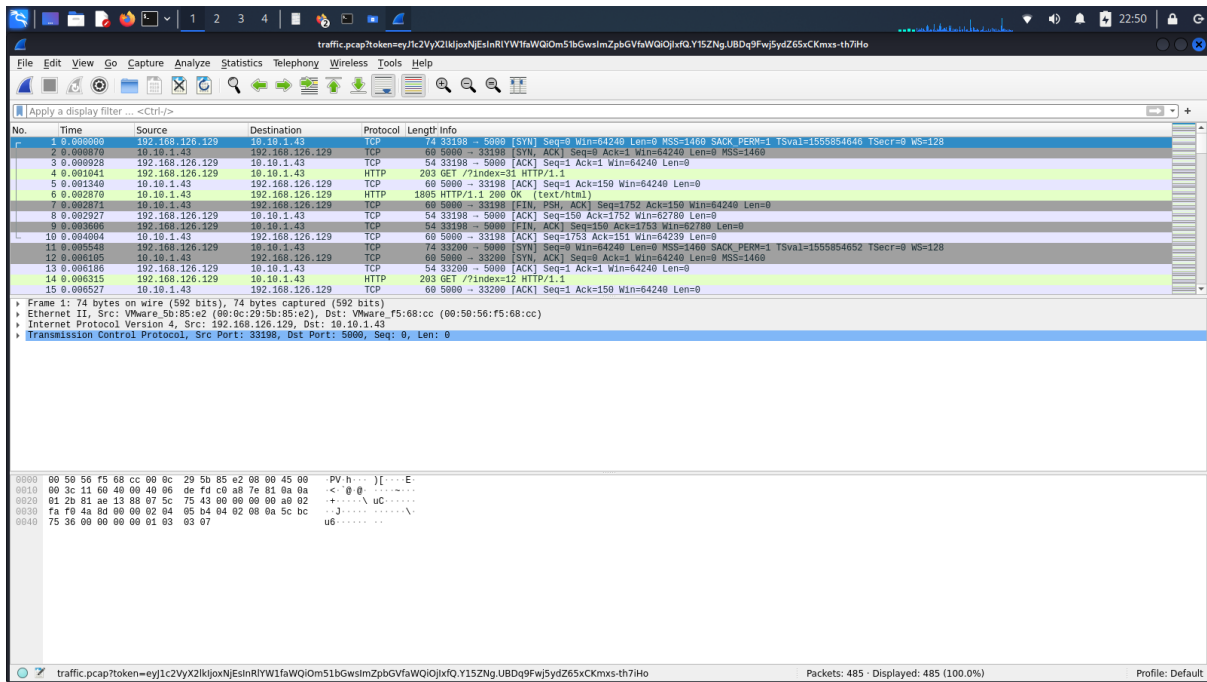 1 2 3 4 22:50
traffic.pcap?token=eyJ1c2VyX2lkIjoxNjEsInRlYW1faWQiOm51bGwsImZpbGVfaWQiOjIxfQ.Y15ZNg.UBDq9Fwj5ydZ65xCKmxs-th7iHo
File Edit View Go Capture Analyze Statistics Telephony Wireless Tools Help
Apply a display filter ... <Ctrl-/>
No. Time Source Destination Protocol Length Info
1 0.000000 192.168.126.129 10.10.1.43 TCP 74 33198 → 5000 [SYN] Seq=0 Win=64240 Len=0 MSS=1460 SACK_PERM=1 TSval=1555854646 TSecr=0 WS=128
2 0.000870 10.10.1.43 192.168.126.129 TCP 60 5000 → 33198 [SYN, ACK] Seq=0 Ack=1 Win=64240 Len=0 MSS=1460
3 0.000928 192.168.126.129 10.10.1.43 TCP 54 33198 → 5000 [ACK] Seq=1 Ack=1 Win=64240 Len=0
4 0.001041 192.168.126.129 10.10.1.43 HTTP 203 GET /?index=31 HTTP/1.1
5 0.001340 10.10.1.43 192.168.126.129 TCP 60 5000 → 33198 [ACK] Seq=1 Ack=150 Win=64240 Len=0
6 0.002870 10.10.1.43 192.168.126.129 HTTP 1805 HTTP/1.1 200 OK (text/html)
7 0.002871 10.10.1.43 192.168.126.129 TCP 60 5000 → 33198 [FIN, PSH, ACK] Seq=1752 Ack=150 Win=64240 Len=0
8 0.002927 192.168.126.129 10.10.1.43 TCP 54 33198 → 5000 [ACK] Seq=150 Ack=1752 Win=62780 Len=0
9 0.003606 192.168.126.129 10.10.1.43 TCP 54 33198 → 5000 [FIN, ACK] Seq=150 Ack=1753 Win=62780 Len=0
10 0.004004 10.10.1.43 192.168.126.129 TCP 60 5000 → 33198 [ACK] Seq=1753 Ack=151 Win=64239 Len=0
11 0.005548 192.168.126.129 10.10.1.43 TCP 74 33200 → 5000 [SYN] Seq=0 Win=64240 Len=0 MSS=1460 SACK_PERM=1 TSval=1555854652 TSecr=0 WS=128
12 0.006105 10.10.1.43 192.168.126.129 TCP 60 5000 → 33200 [SYN, ACK] Seq=0 Ack=1 Win=64240 Len=0 MSS=1460
13 0.006186 192.168.126.129 10.10.1.43 TCP 54 33200 → 5000 [ACK] Seq=1 Ack=1 Win=64240 Len=0
14 0.006315 192.168.126.129 10.10.1.43 HTTP 203 GET /?index=12 HTTP/1.1
15 0.006527 10.10.1.43 192.168.126.129 TCP 60 5000 → 33200 [ACK] Seq=1 Ack=150 Win=64240 Len=0
Frame 1: 74 bytes on wire (592 bits), 74 bytes captured (592 bits)
Ethernet II, Src: VMware_5b:85:e2 (00:0c:29:5b:85:e2), Dst: VMware_f5:68:cc (00:50:56:f5:68:cc)
Internet Protocol Version 4, Src: 192.168.126.129, Dst: 10.10.1.43
Transmission Control Protocol, Src Port: 33198, Dst Port: 5000, Seq: 0, Len: 0
0000 00 50 56 f5 68 cc 00 0c 29 5b 85 e2 08 00 45 00 ·PV·h··· )[····E·
0010 00 3c 11 60 40 00 40 06 de fd c0 a8 7e 81 0a 0a ·<·`@·@· ····~···
0020 01 2b 81 ae 13 88 07 5c 75 43 00 00 00 00 a0 02 ·+·····\ uC······
0030 fa f0 4a 8d 00 00 02 04 05 b4 04 02 08 0a 5c bc ··J····· ······\·
0040 75 36 00 00 00 00 01 03 03 07 u6······ ··
traffic.pcap?token=eyJ1c2VyX2lkIjoxNjEsInRlYW1faWQiOm51bGwsImZpbGVfaWQiOjIxfQ.Y15ZNg.UBDq9Fwj5ydZ65xCKmxs-th7iHo Packets: 485 · Displayed: 485 (100.0%) Profile: Default